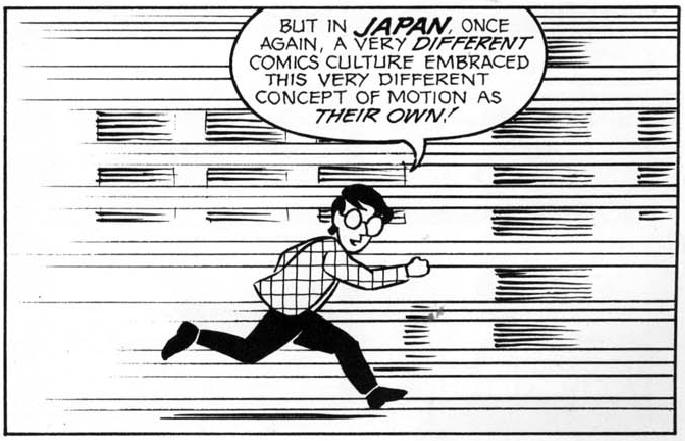 BUT IN JAPAN, ONCE
AGAIN, A VERY DIFFERENT
COMICS CULTURE EMBRACED
THIS VERY DIFFERENT
CONCEPT OF MOTION AS
THEIR OWN!